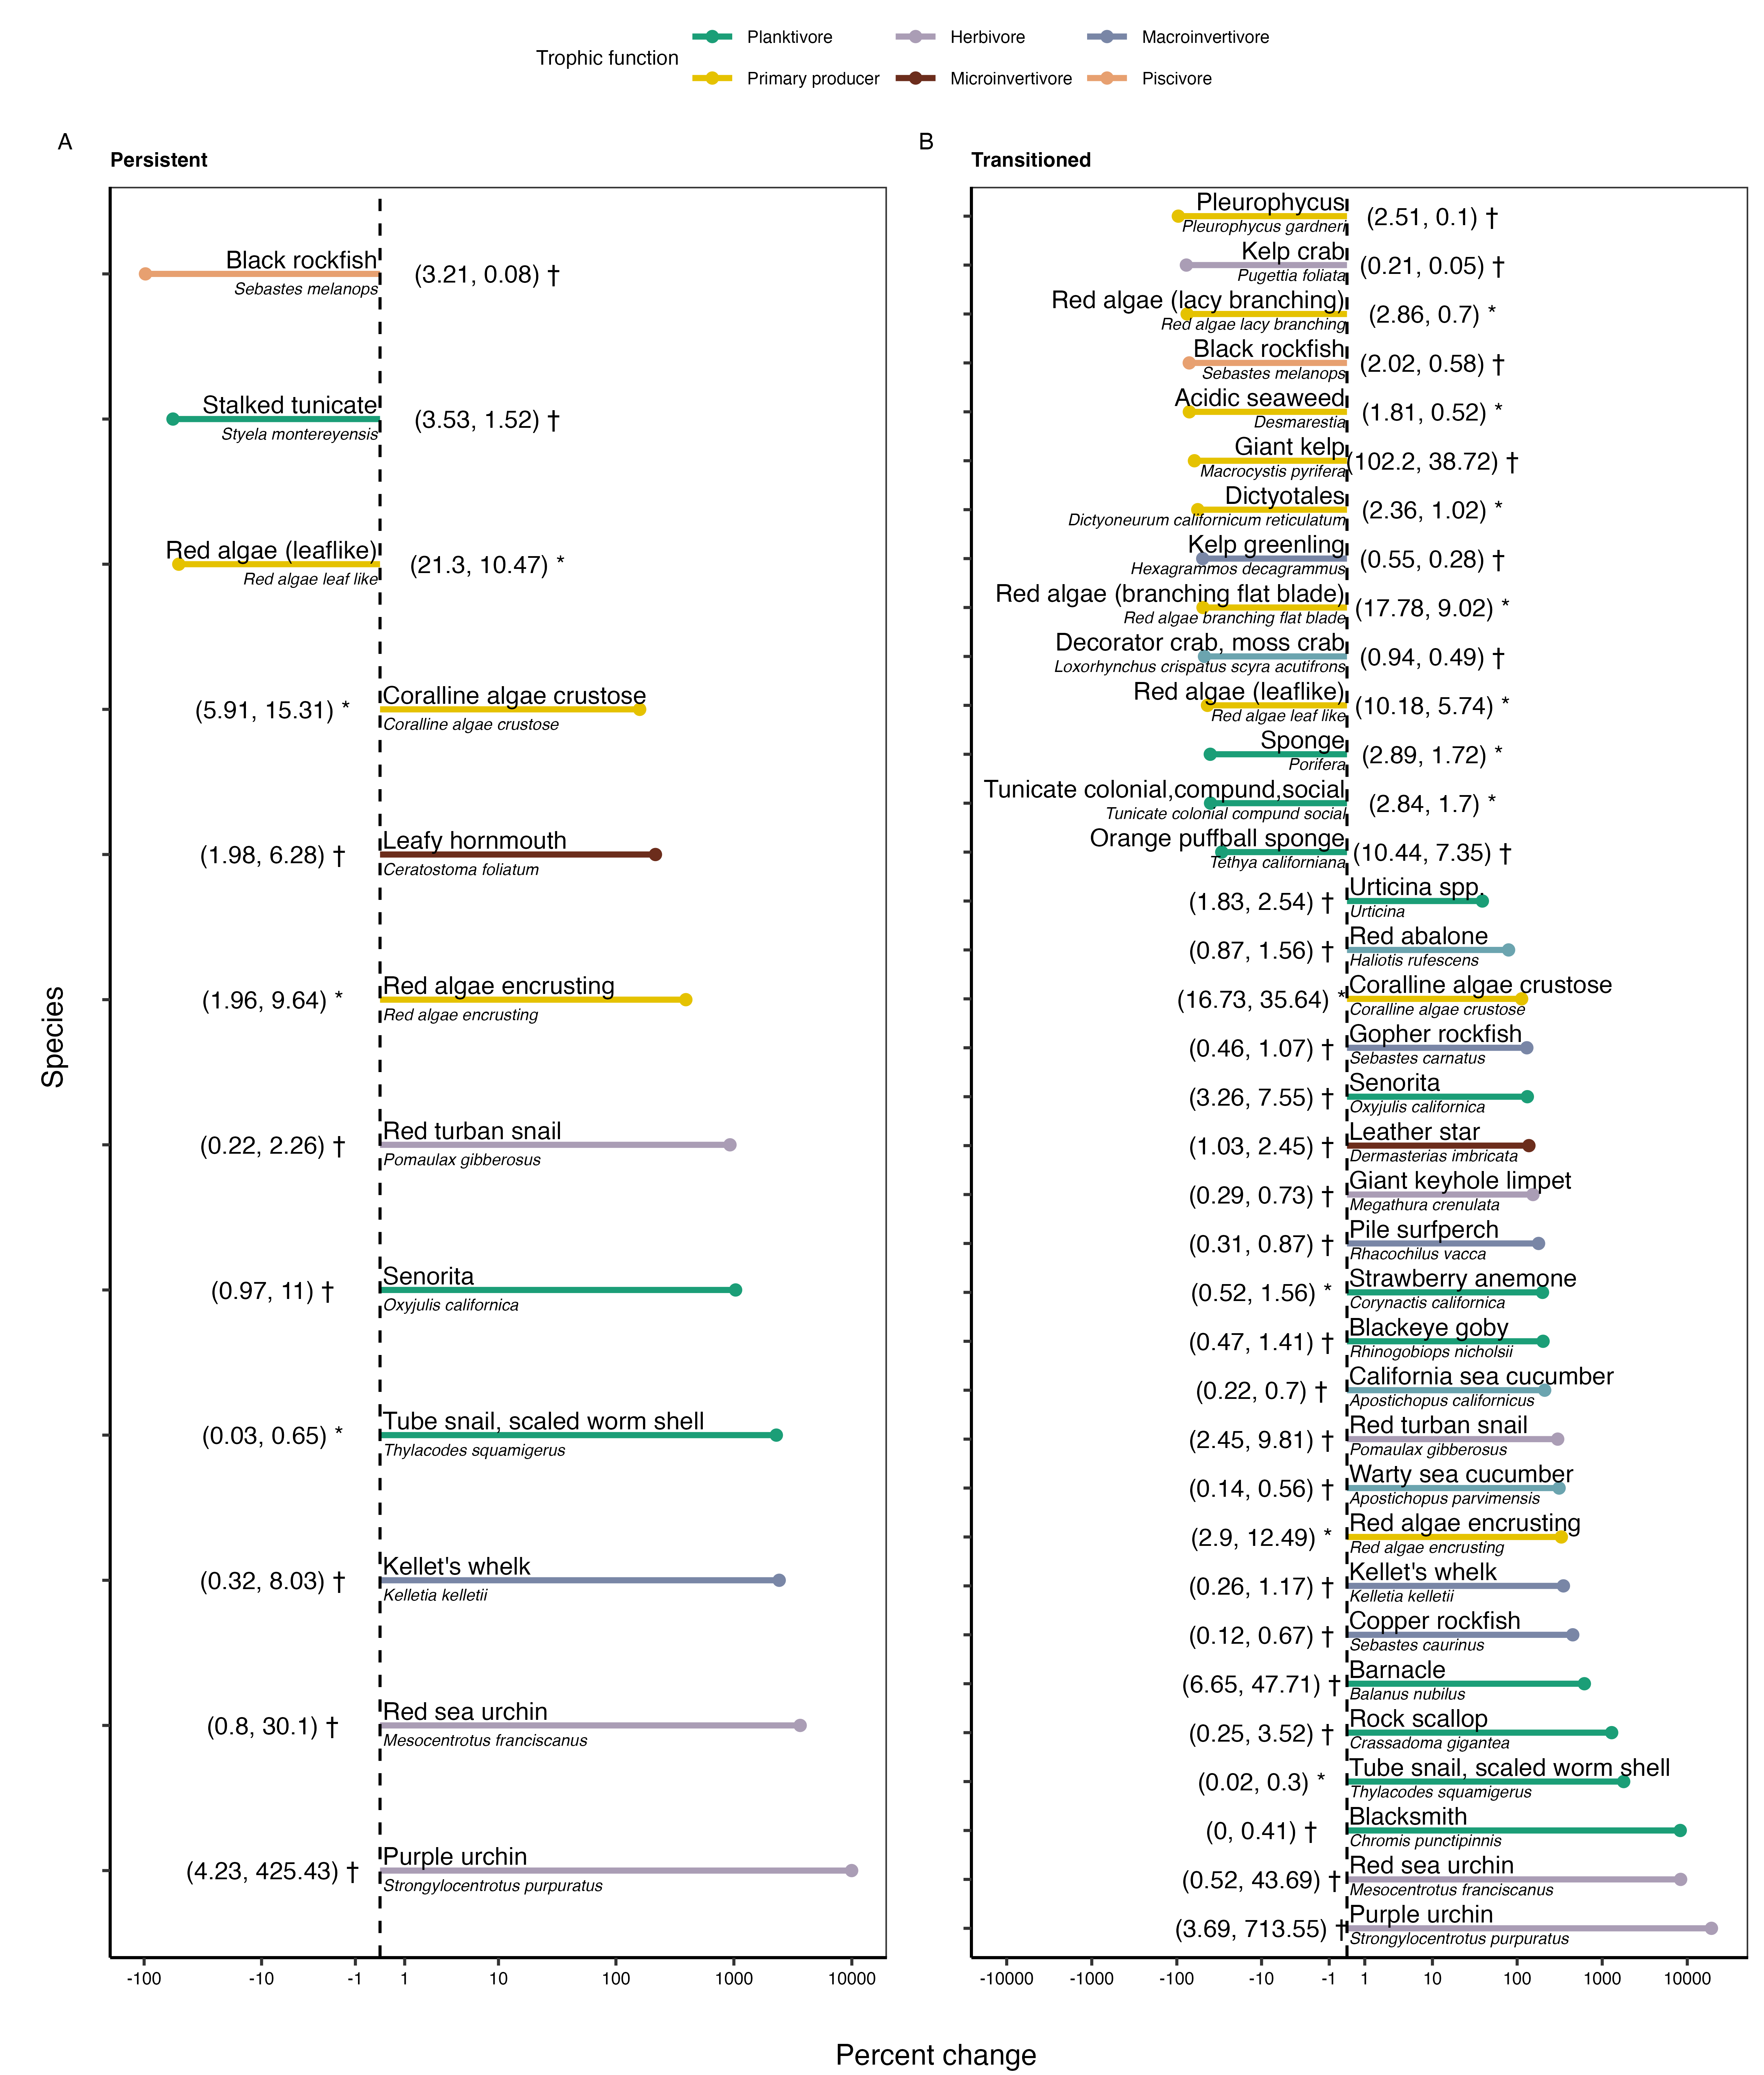 Trophic function
Planktivore
Herbivore
Macroinvertivore
Primary producer
Microinvertivore
Piscivore
A
Persistent
Species
Black rockfish
Sebastes melanops
(3.21, 0.08) †
Stalked tunicate
Styela montereyensis
(3.53, 1.52) †
Red algae (leaflike)
Red algae leaf like
(21.3, 10.47) *
(5.91, 15.31) *
Coralline algae crustose
Coralline algae crustose
(1.98, 6.28) †
Leafy hornmouth
Ceratostoma foliatum
(1.96, 9.64) *
Red algae encrusting
Red algae encrusting
(0.22, 2.26) †
Red turban snail
Pomaulax gibberosus
(0.97, 11) †
Senorita
Oxyjulis californica
(0.03, 0.65) *
Tube snail, scaled worm shell
Thylacodes squamigerus
(0.32, 8.03) †
Kellet's whelk
Kelletia kelletii
(0.8, 30.1) †
Red sea urchin
Mesocentrotus franciscanus
(4.23, 425.43) †
Purple urchin
Strongylocentrotus purpuratus
-100 -10 -1 1 10 100 1000 10000
B
Transitioned
Pleurophycus
Pleurophycus gardneri
(2.51, 0.1) †
Kelp crab
Pugettia foliata
(0.21, 0.05) †
Red algae (lacy branching)
Red algae lacy branching
(2.86, 0.7) *
Black rockfish
Sebastes melanops
(2.02, 0.58) †
Acidic seaweed
Desmarestia
(1.81, 0.52) *
Giant kelp
Macrocystis pyrifera
(102.2, 38.72) †
Dictyotales
Dictyoneurum californicum reticulatum
(2.36, 1.02) *
Kelp greenling
Hexagrammos decagrammus
(0.55, 0.28) †
Red algae (branching flat blade)
Red algae branching flat blade
(17.78, 9.02) *
Decorator crab, moss crab
Loxorhynchus crispatus scyra acutifrons
(0.94, 0.49) †
Red algae (leaflike)
Red algae leaf like
(10.18, 5.74) *
Sponge
Porifera
(2.89, 1.72) *
Tunicate colonial,compund,social
Tunicate colonial compund social
(2.84, 1.7) *
Orange puffball sponge
Tethya californiana
(10.44, 7.35) †
(1.83, 2.54) †
Urticina spp.
Urticina
(0.87, 1.56) †
Red abalone
Haliotis rufescens
(16.73, 35.64) *
Coralline algae crustose
Coralline algae crustose
(0.46, 1.07) †
Gopher rockfish
Sebastes carnatus
(3.26, 7.55) †
Senorita
Oxyjulis californica
(1.03, 2.45) †
Leather star
Dermasterias imbricata
(0.29, 0.73) †
Giant keyhole limpet
Megathura crenulata
(0.31, 0.87) †
Pile surfperch
Rhacochilus vacca
(0.52, 1.56) *
Strawberry anemone
Corynactis californica
(0.47, 1.41) †
Blackeye goby
Rhinogobiops nicholsii
(0.22, 0.7) †
California sea cucumber
Apostichopus californicus
(2.45, 9.81) †
Red turban snail
Pomaulax gibberosus
(0.14, 0.56) †
Warty sea cucumber
Apostichopus parvimensis
(2.9, 12.49) *
Red algae encrusting
Red algae encrusting
(0.26, 1.17) †
Kellet's whelk
Kelletia kelletii
(0.12, 0.67) †
Copper rockfish
Sebastes caurinus
(6.65, 47.71) †
Barnacle
Balanus nubilus
(0.25, 3.52) †
Rock scallop
Crassadoma gigantea
(0.02, 0.3) *
Tube snail, scaled worm shell
Thylacodes squamigerus
(0, 0.41) †
Blacksmith
Chromis punctipinnis
(0.52, 43.69) †
Red sea urchin
Mesocentrotus franciscanus
(3.69, 713.55) †
Purple urchin
Strongylocentrotus purpuratus
-10000 -1000 -100 -10 -1 1 10 100 1000 10000
Percent change